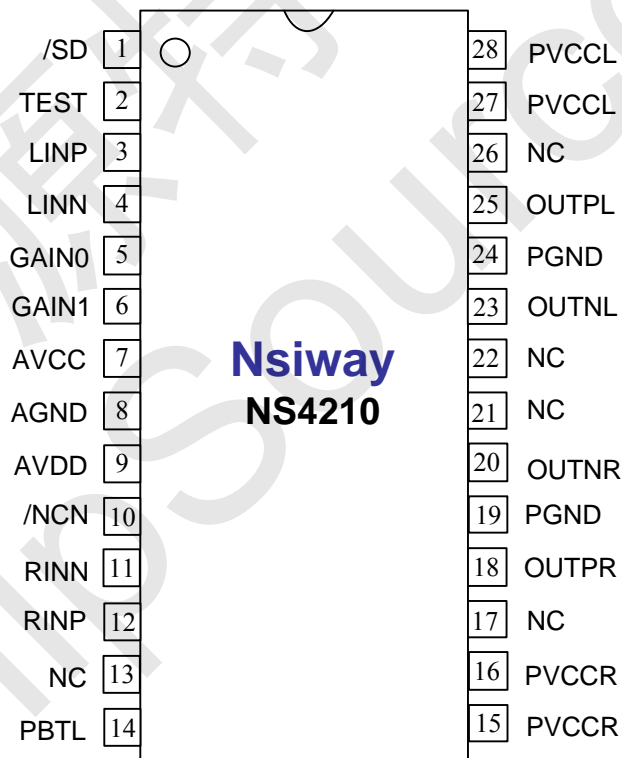 /SD 1 28 PVCCL
TEST 2 27 PVCCL
LINP 3 26 NC
LINN 4 25 OUTPL
GAIN0 5 24 PGND
GAIN1 6 23 OUTNL
AVCC 7 Nsiway 22 NC
AGND 8 NS4210 21 NC
AVDD 9 20 OUTNR
/NCN 10 19 PGND
RINN 11 18 OUTPR
RINP 12 17 NC
NC 13 16 PVCCR
PBTL 14 15 PVCCR